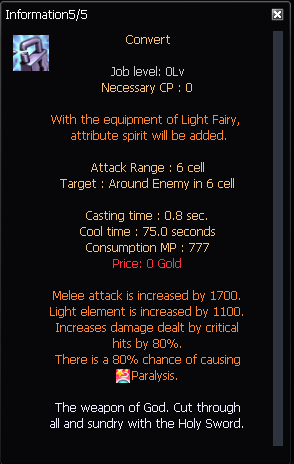 Information5/5
Convert
Job level: 0Lv
Necessary CP : 0
With the equipment of Light Fairy,
attribute spirit will be added.
Attack Range : 6 cell
Target : Around Enemy in 6 cell
Casting time : 0.8 sec.
Cool time : 75.0 seconds
Consumption MP : 777
Price: 0 Gold
Melee attack is increased by 1700.
Light element is increased by 1100.
Increases damage dealt by critical
hits by 80%.
There is a 80% chance of causing
Paralysis.
The weapon of God. Cut through
all and sundry with the Holy Sword.